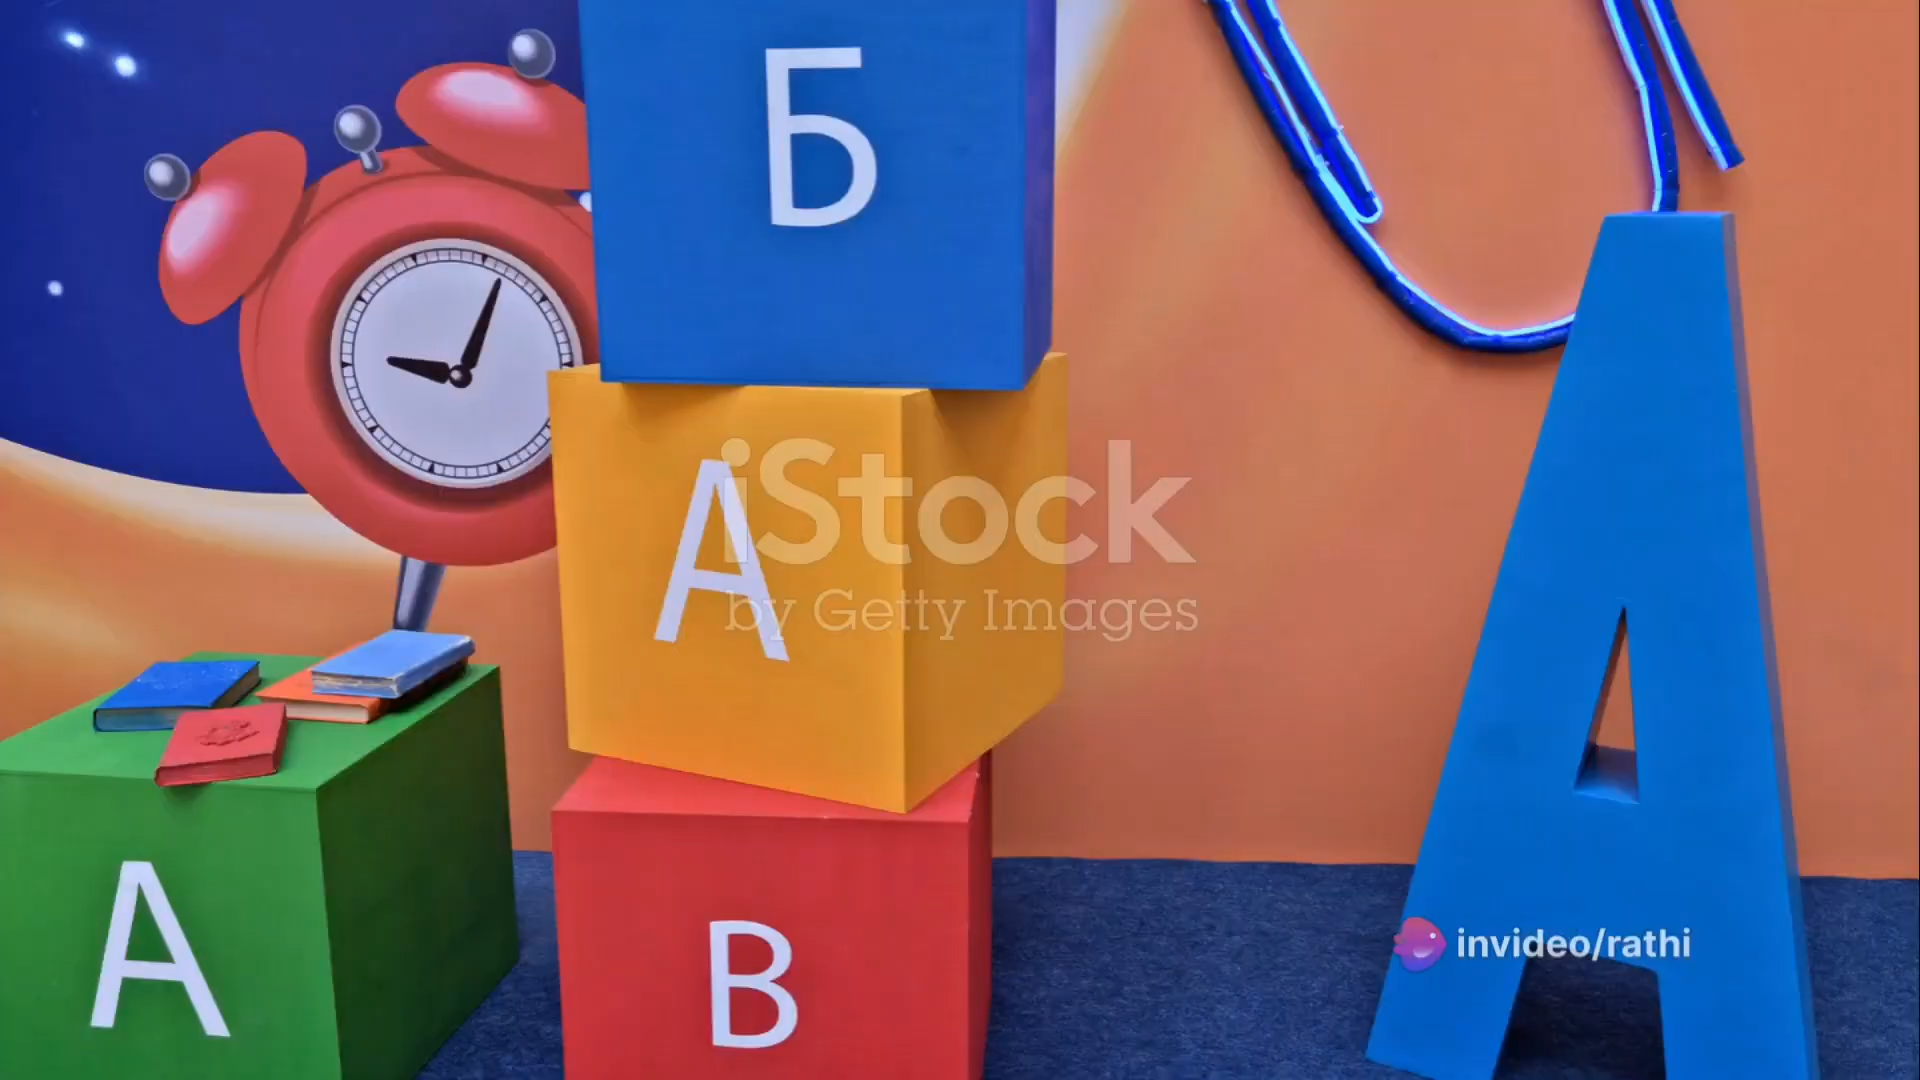 Б
А
iStock
by Getty Images
А
В
А
invideo/rathi